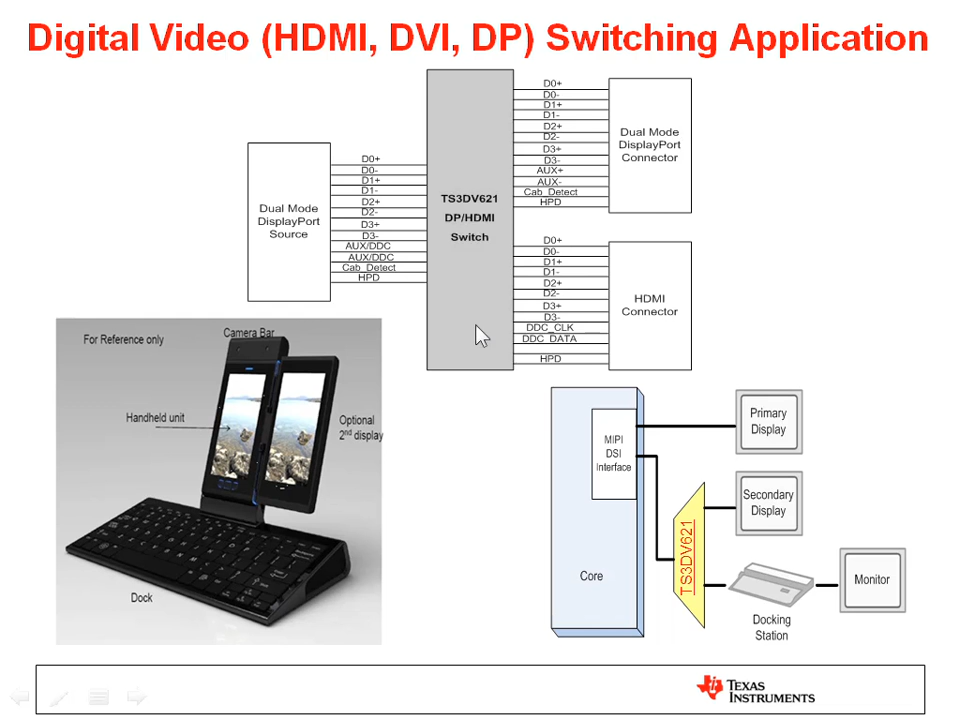 Digital Video (HDMI, DVI, DP) Switching Application
Dual Mode
DisplayPort
Source
D0+
D0-
D1+
D1-
D2+
D2-
D3+
D3-
AUX/DDC
AUX/DDC
Cab_Detect
HPD
TS3DV621
DP/HDMI
Switch
D0+
D0-
D1+
D1-
D2+
D2-
D3+
D3-
AUX+
AUX-
Cab_Detect
HPD
Dual Mode
DisplayPort
Connector
D0+
D0-
D1+
D1-
D2+
D2-
D3+
D3-
DDC_CLK
DDC_DATA
HPD
HDMI
Connector
For Reference only
Camera Bar
Handheld unit
Optional
2nd display
Dock
MIPI
DSI
Interface
Core
TS3DV621
Primary
Display
Secondary
Display
Docking
Station
Monitor
TEXAS
INSTRUMENTS